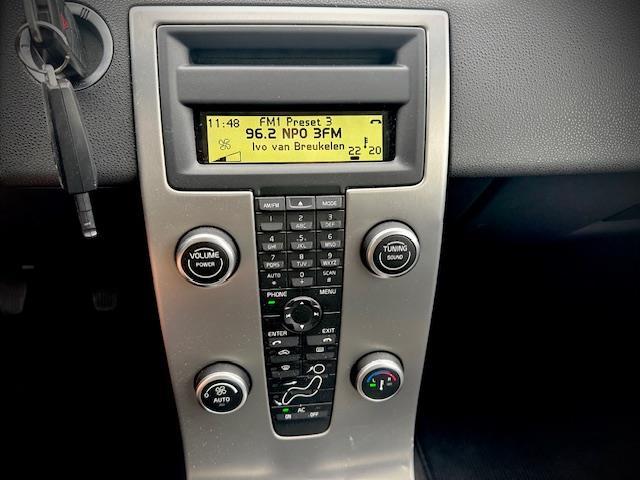 11:48 FM1 Preset 3
96.2 NPO 3FM
Ivo van Breukelen 22 20
AM/FM MODE
1 2 3
ABC DEF
4 5 6
GHI JKL MNO
7 8 9
PQRS TUV WXYZ
AUTO 0 SCAN
* + #
VOLUME
POWER
TUNING
SOUND
PHONE MENU
ENTER EXIT
0 AUTO
L R
AC
ON OFF